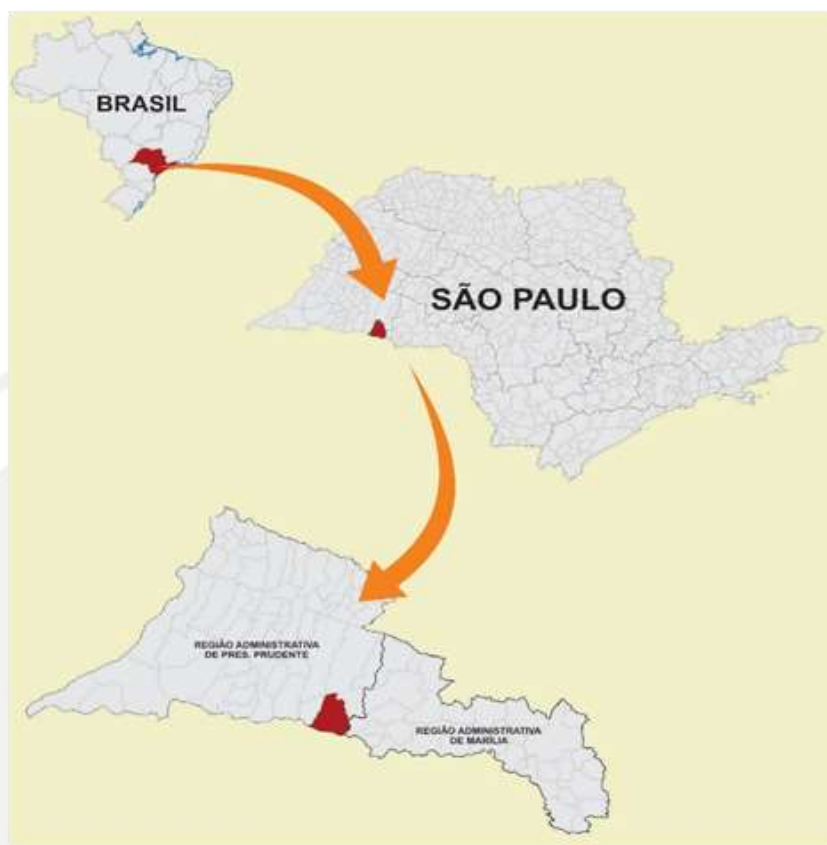 BRASIL
SÃO PAULO
REGIÃO ADMINISTRATIVA
DE PRES. PRUDENTE
REGIÃO ADMINISTRATIVA
DE MARÍLIA